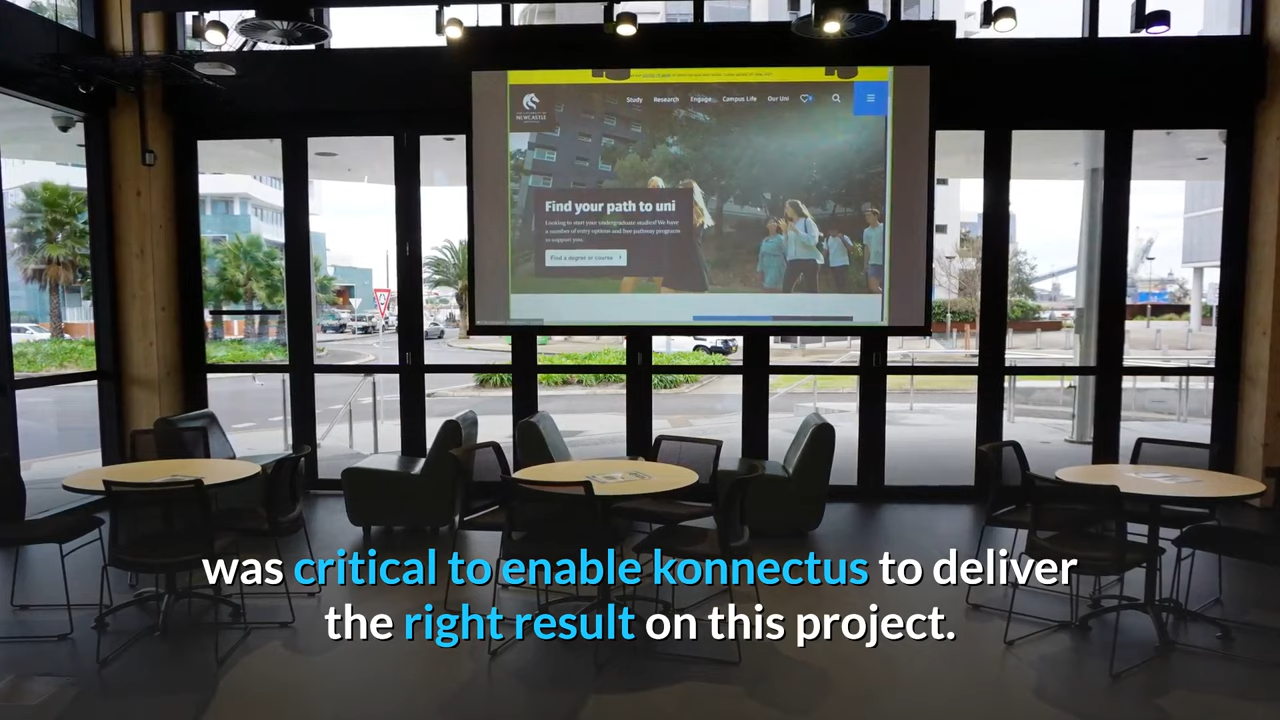 Study Research Engage Campus Life Our Uni
NEWCASTLE
Find your path to uni
Looking to start your undergraduate studies? We have
a number of entry options and free pathway programs
to support you.
Find a degree or course
was critical to enable konnectus to deliver
the right result on this project.